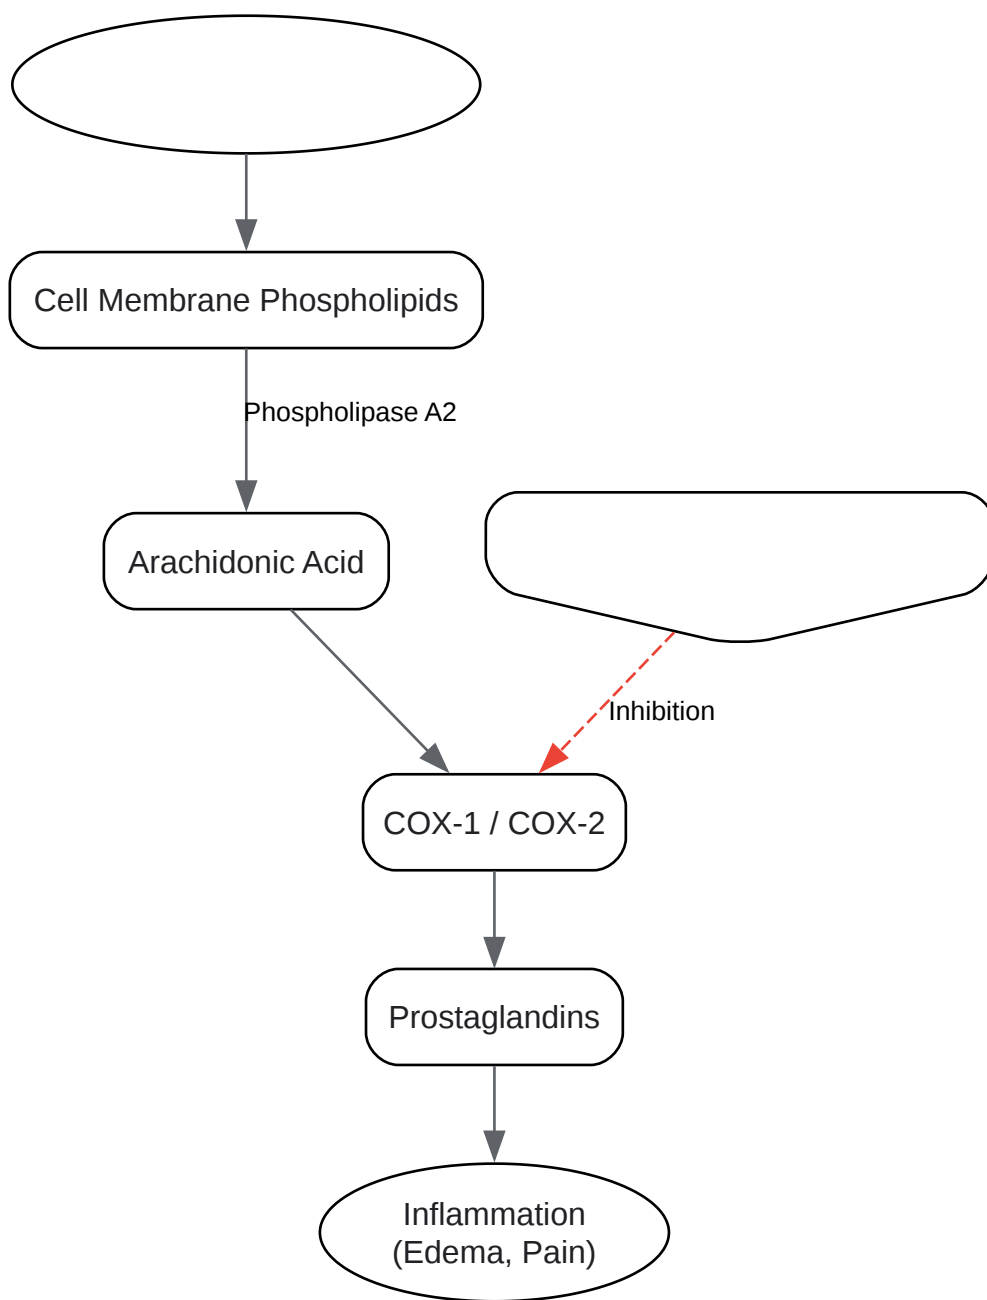 Cell Membrane Phospholipids
Phospholipase A2
Arachidonic Acid
Inhibition
COX-1 / COX-2
Prostaglandins
Inflammation
(Edema, Pain)